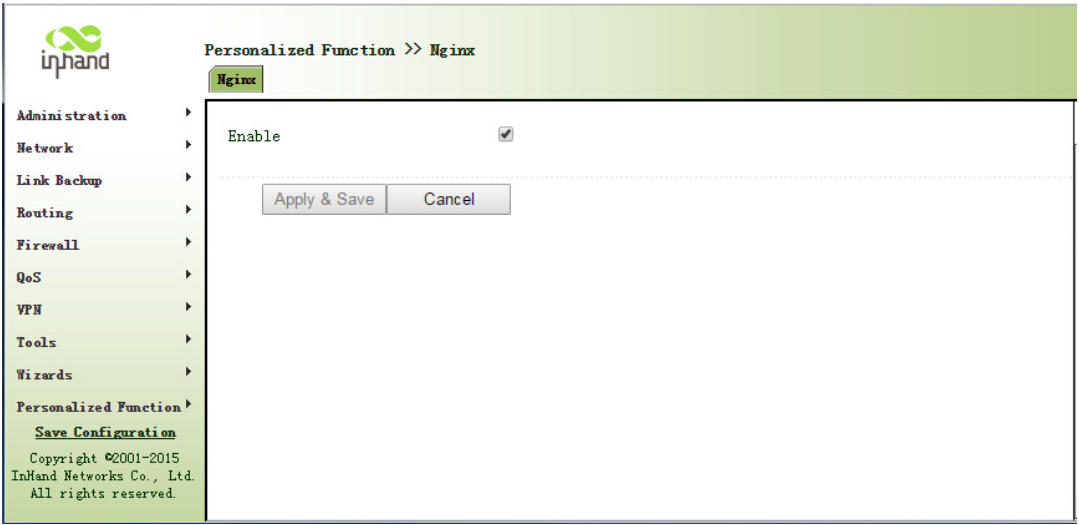 inhand
Personalized Function >> Nginx
Nginx
Administration
Network
Link Backup
Routing
Firewall
QoS
VPN
Tools
Wizards
Personalized Function
Save Configuration
Copyright ©2001-2015
InHand Networks Co., Ltd.
All rights reserved.
Enable
Apply & Save
Cancel